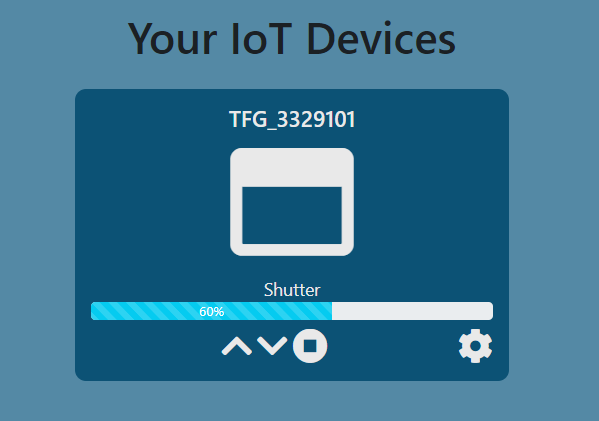 Your IoT Devices
TFG_3329101
Shutter
60%